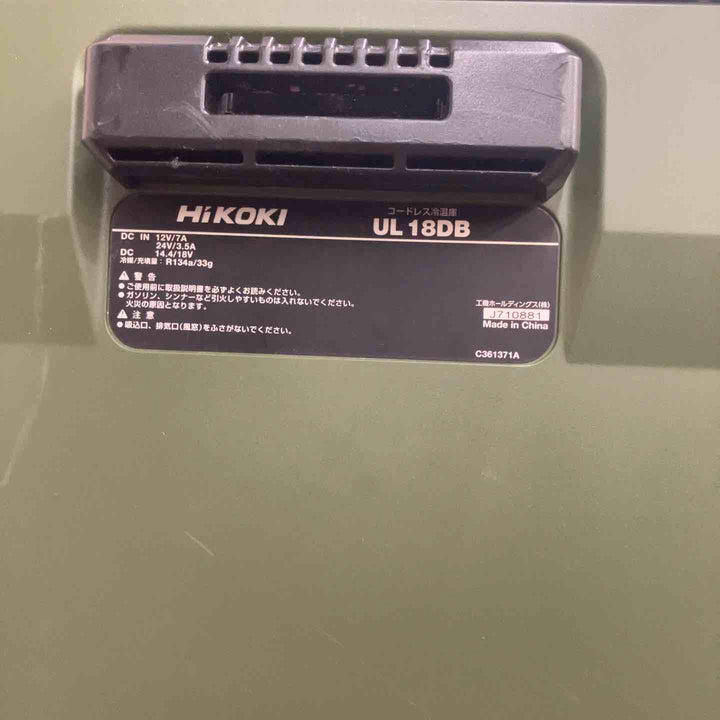 HiKOKI
コードレス冷温庫
UL 18DB
DC IN 12V/7A
24V/3.5A
DC 14.4/18V
冷媒/充填量: R134a/33g
警告
●ご使用前に取扱説明書を必ずよくお読みください。
●ガソリン、シンナーなど引火しやすいものは入れないでください。
火災の原因となります。
注意
●吸込口、排気口(風窓)をふさがないでください。
工機ホールディングス(株)
J710881
Made in China
C361371A